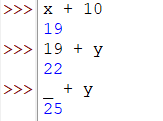 >>> x + 10
19
>>> 19 + y
22
>>> _ + y
25